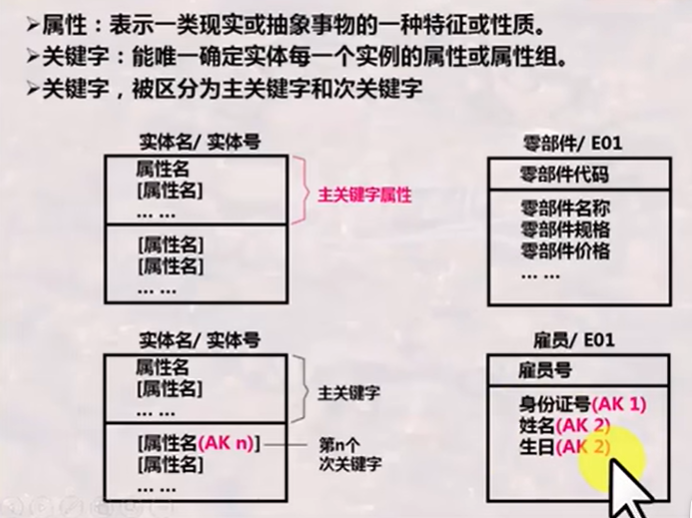 ➢属性：表示一类现实或抽象事物的一种特征或性质。
➢关键字：能唯一确定实体每一个实例的属性或属性组。
➢关键字，被区分为主关键字和次关键字
实体名/ 实体号
属性名
[属性名]
... ...
主关键字属性
[属性名]
[属性名]
... ...
零部件/ E01
零部件代码
零部件名称
零部件规格
零部件价格
... ...
实体名/ 实体号
属性名
[属性名]
... ...
主关键字
[属性名(AK n)]
[属性名]
... ...
第n个
次关键字
雇员/ E01
雇员号
身份证号(AK 1)
姓名(AK 2)
生日(AK 2)